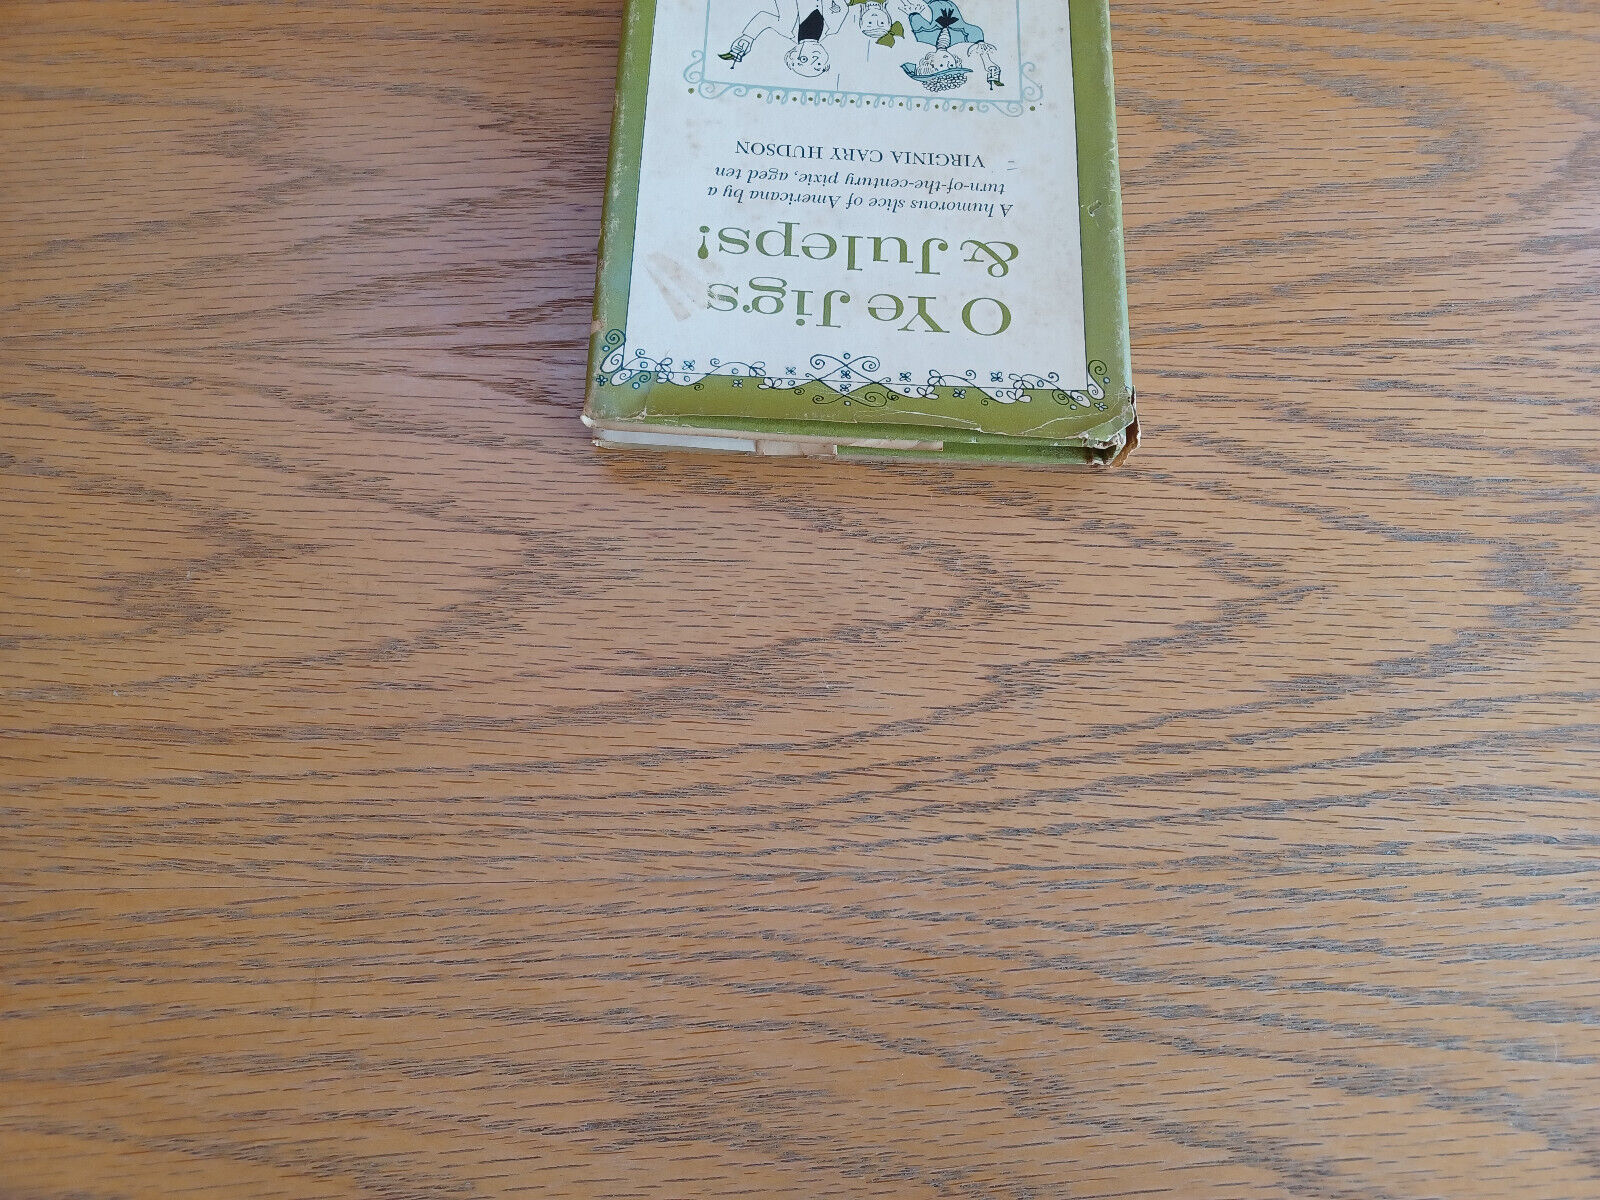 O Ye Jigs
& Juleps!
A humorous slice of Americana by a
turn-of-the-century pixie, aged ten
VIRGINIA CARY HUDSON